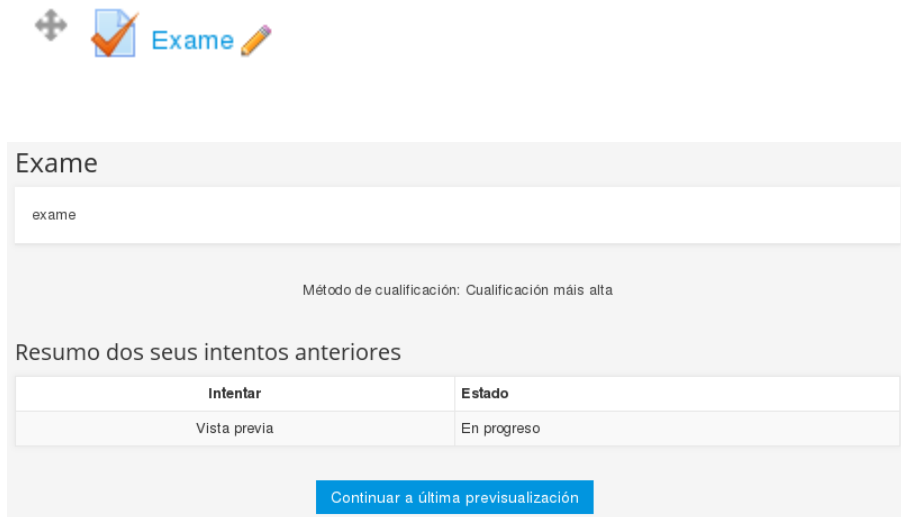 Exame
Exame
exame
Método de cualificación: Cualificación máis alta
Resumo dos seus intentos anteriores
Intentar Estado
Vista previa En progreso
Continuar a última previsualización